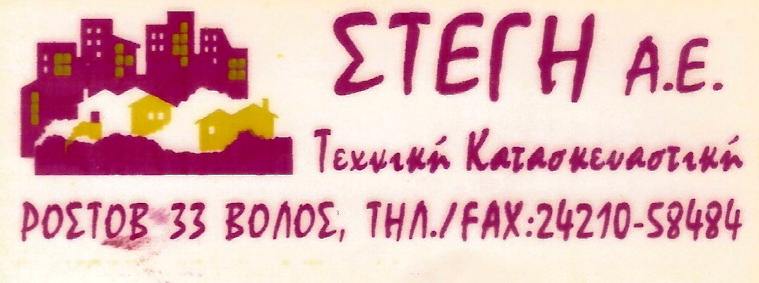 ΣΤΕΓΗ Α.Ε.
Τεχνική Κατασκευαστική
ΡΟΣΤΟΒ 33 ΒΟΛΟΣ, ΤΗΛ./FAX:24210-58484